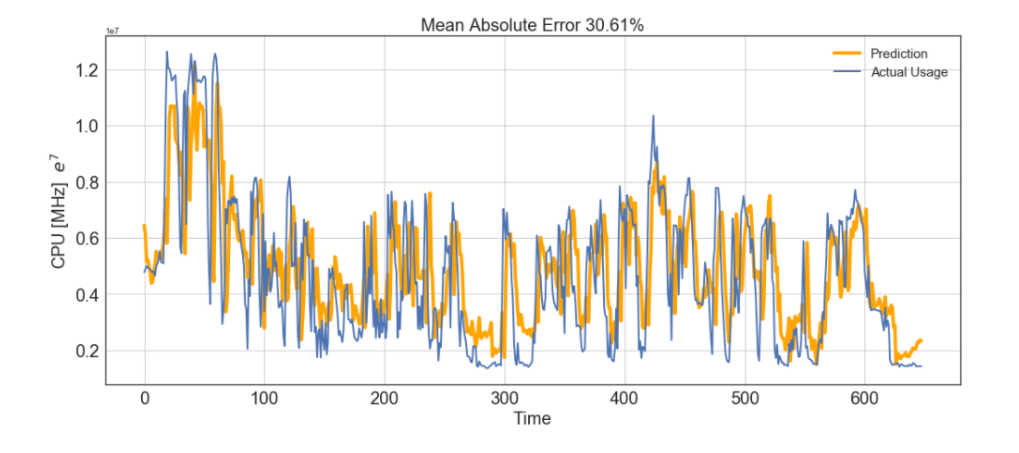 Mean Absolute Error 30.61%
1e7
Prediction
Actual Usage
1.2
1.0
0.8
0.6
0.4
0.2
CPU [MHz] e⁷
0 100 200 300 400 500 600
Time